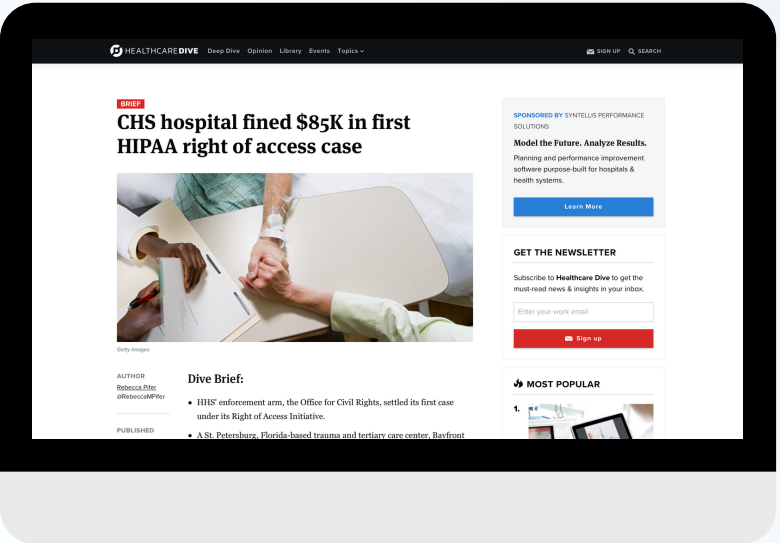 HEALTHCAREDIVE Deep Dive Opinion Library Events Topics SIGN UP SEARCH
BRIEF
CHS hospital fined $85K in first
HIPAA right of access case
Getty Images
AUTHOR
Rebecca Pifer
@RebeccaMPifer
PUBLISHED
Dive Brief:
• HHS' enforcement arm, the Office for Civil Rights, settled its first case
under its Right of Access Initiative.
• A St. Petersburg, Florida-based trauma and tertiary care center, Bayfront
SPONSORED BY SYNTELLIS PERFORMANCE
SOLUTIONS
Model the Future. Analyze Results.
Planning and performance improvement
software purpose-built for hospitals &
health systems.
Learn More
GET THE NEWSLETTER
Subscribe to Healthcare Dive to get the
must-read news & insights in your inbox.
Enter your work email
Sign up
MOST POPULAR
1.